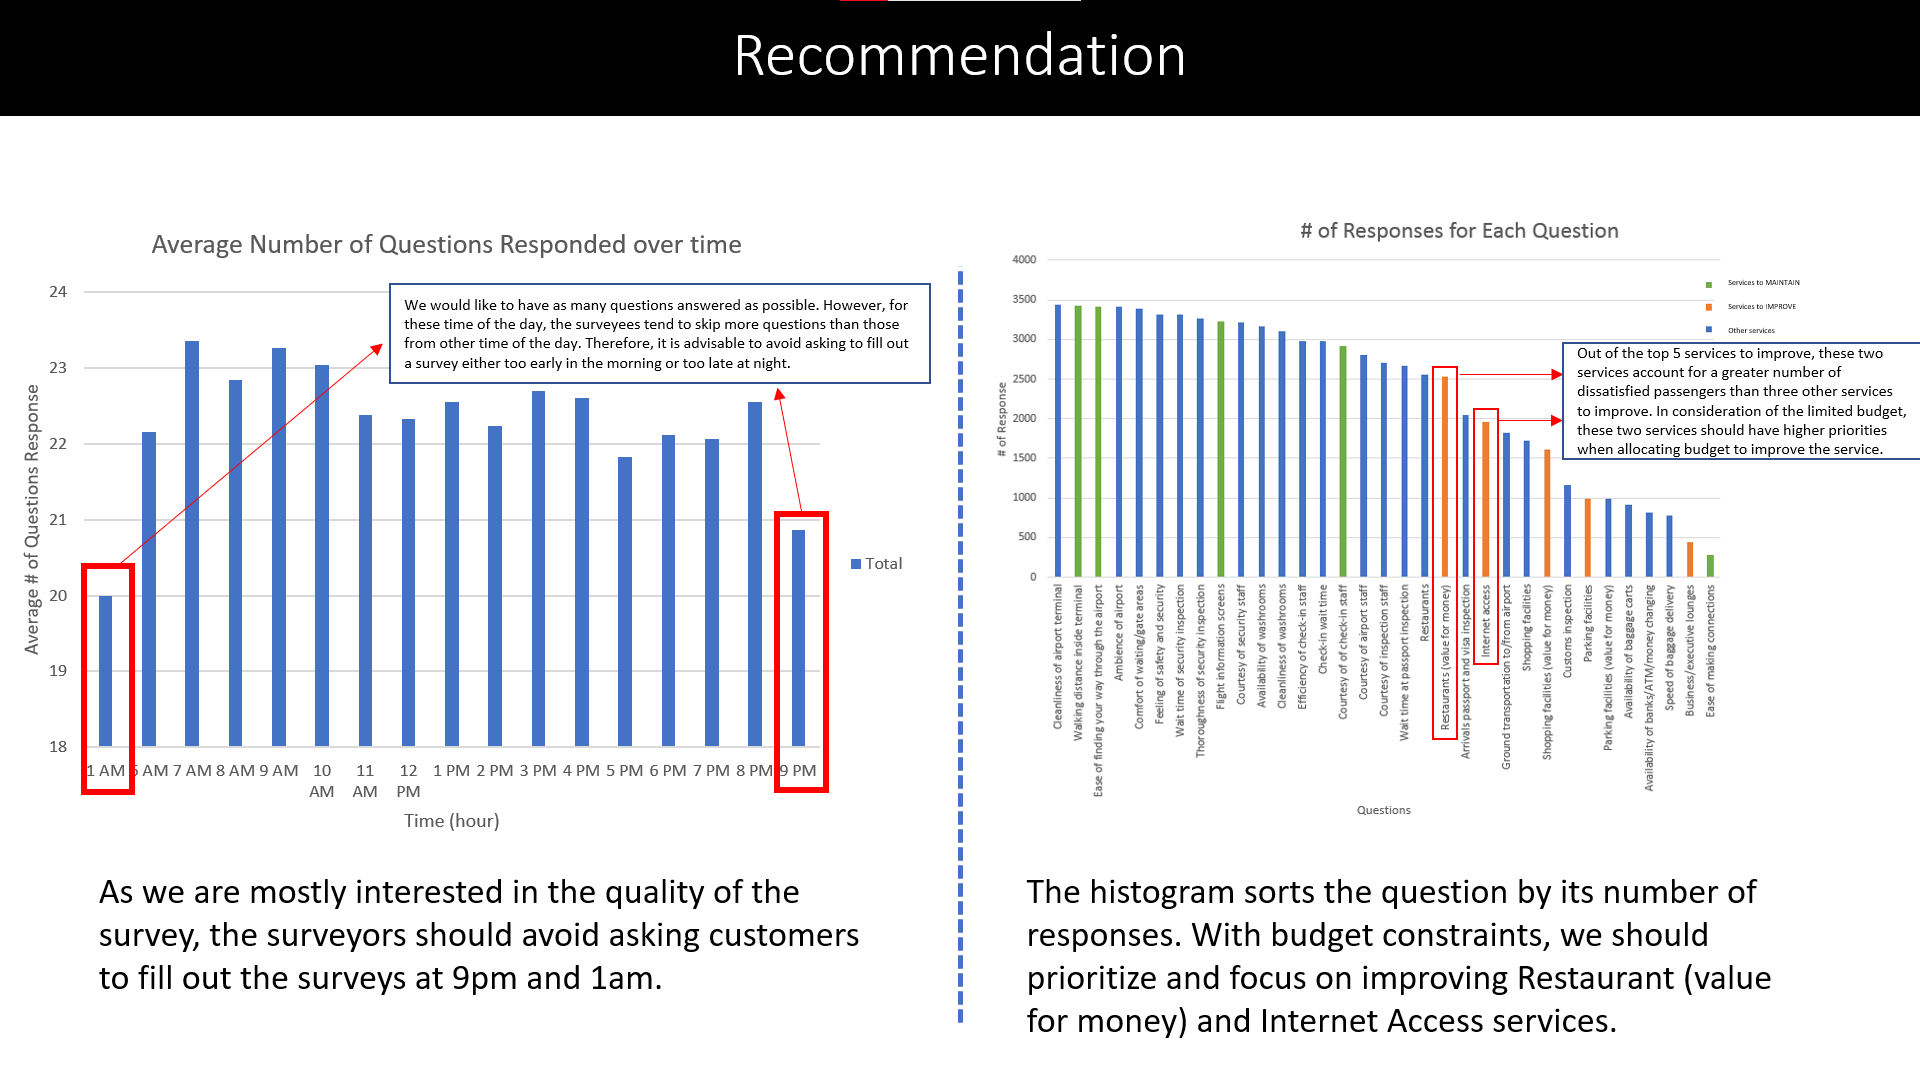 Recommendation
Average Number of Questions Responded over time
24
23
22
21
20
19
18
Average # of Questions Response
We would like to have as many questions answered as possible. However, for
these time of the day, the surveyees tend to skip more questions than those
from other time of the day. Therefore, it is advisable to avoid asking to fill out
a survey either too early in the morning or too late at night.
Total
1 AM 6 AM 7 AM 8 AM 9 AM 10 AM 11 AM 12 PM 1 PM 2 PM 3 PM 4 PM 5 PM 6 PM 7 PM 8 PM 9 PM
Time (hour)
As we are mostly interested in the quality of the
survey, the surveyors should avoid asking customers
to fill out the surveys at 9pm and 1am.
# of Responses for Each Question
4000
3500
3000
2500
2000
1500
1000
500
0
# of Response
Services to MAINTAIN
Services to IMPROVE
Other services
Out of the top 5 services to improve, these two
services account for a greater number of
dissatisfied passengers than three other services
to improve. In consideration of the limited budget,
these two services should have higher priorities
when allocating budget to improve the service.
Cleanliness of airport terminal
Walking distance inside terminal
Ease of finding your way through the airport
Ambience of airport
Comfort of waiting/gate areas
Feeling of safety and security
Wait time of security inspection
Thoroughness of security inspection
Flight information screens
Courtesy of security staff
Availability of washrooms
Cleanliness of washrooms
Efficiency of check-in staff
Check-in wait time
Courtesy of of check-in staff
Courtesy of airport staff
Courtesy of inspection staff
Wait time at passport inspection
Restaurants
Restaurants (value for money)
Arrivals passport and visa inspection
Internet access
Ground transportation to/from airport
Shopping facilities
Shopping facilities (value for money)
Customs inspection
Parking facilities
Parking facilities (value for money)
Availability of baggage carts
Availability of banks/ATM/money changing
Speed of baggage delivery
Business/executive lounges
Ease of making connections
Questions
The histogram sorts the question by its number of
responses. With budget constraints, we should
prioritize and focus on improving Restaurant (value
for money) and Internet Access services.